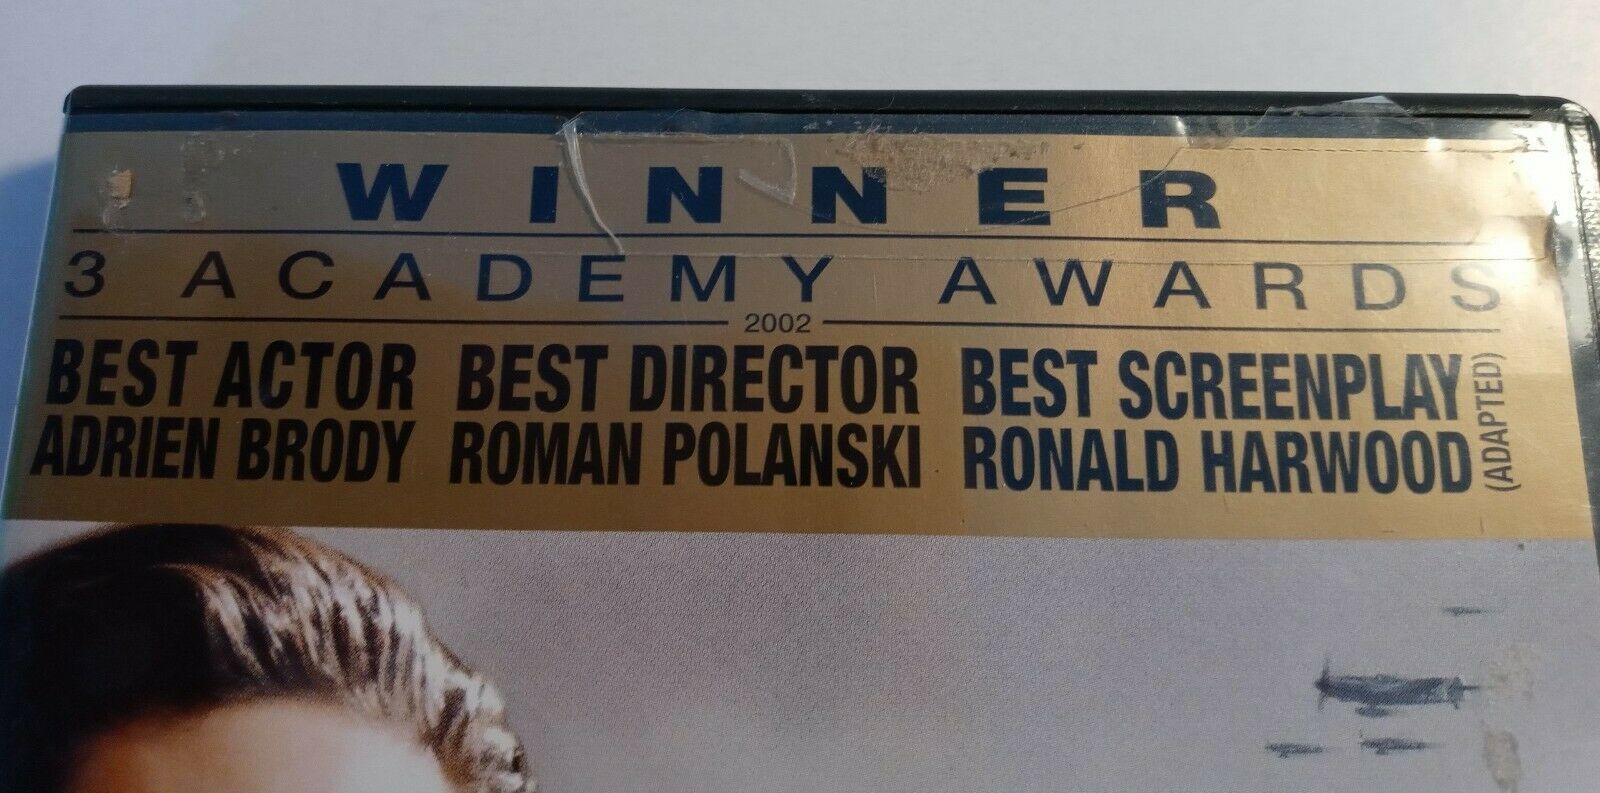 WINNER
3 ACADEMY AWARDS
2002
BEST ACTOR
ADRIEN BRODY
BEST DIRECTOR
ROMAN POLANSKI
BEST SCREENPLAY
RONALD HARWOOD
(ADAPTED)